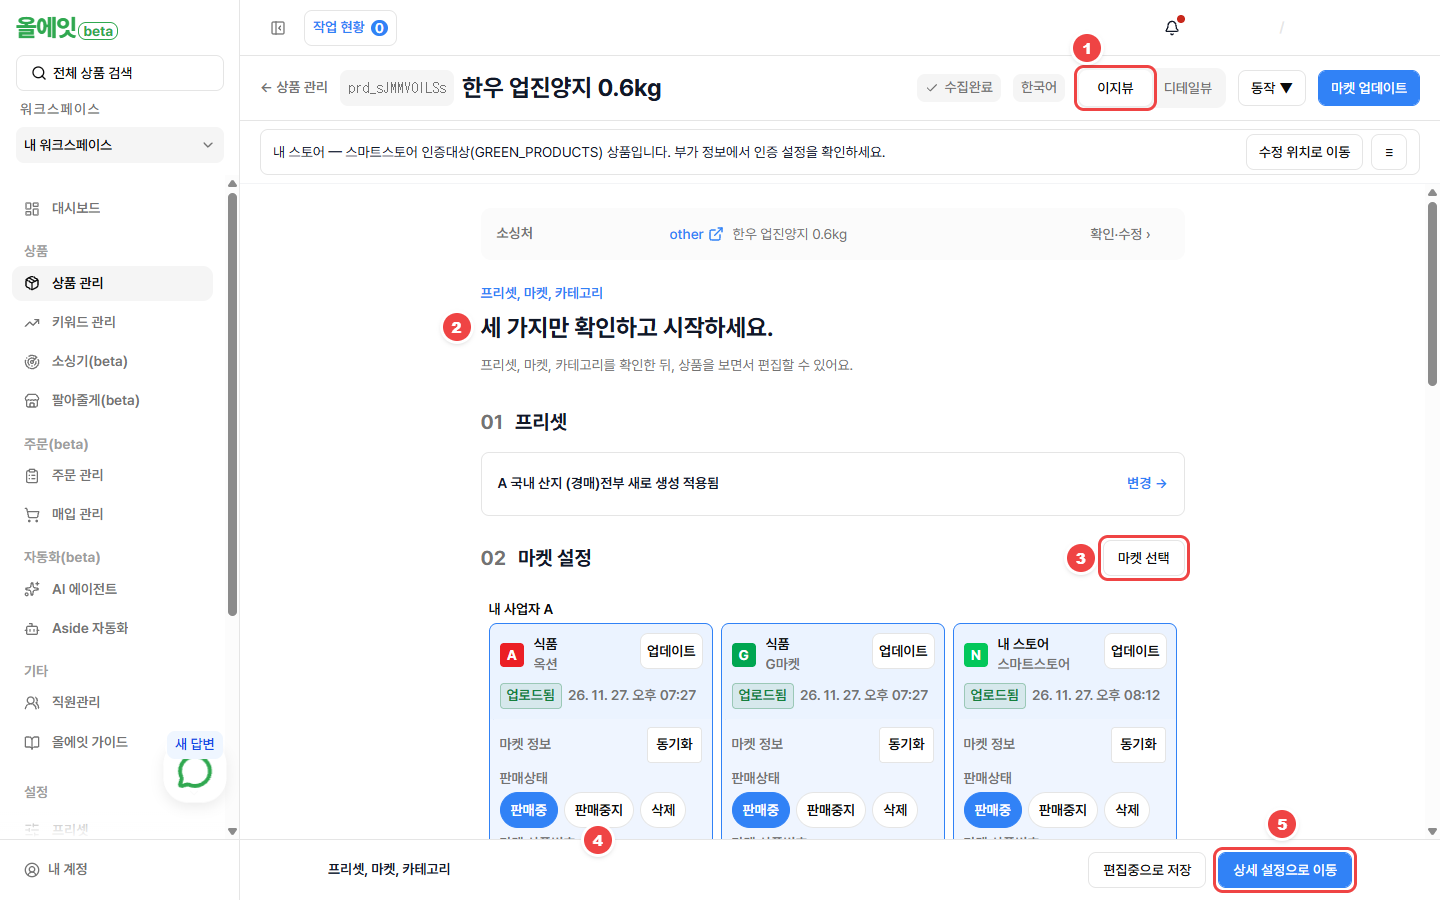 올에잇 beta
전체 상품 검색
워크스페이스
내 워크스페이스
대시보드
상품
상품 관리
키워드 관리
소싱기(beta)
팔아줄게(beta)
주문(beta)
주문 관리
매입 관리
자동화(beta)
AI 에이전트
Aside 자동화
기타
직원관리
올에잇 가이드
새 답변
설정
프리셋
내 계정
작업 현황 0
1
← 상품 관리 prd_sJMMVOILSs 한우 업진양지 0.6kg 수집완료 한국어 이지뷰 디테일뷰 동작 ▼ 마켓 업데이트
내 스토어 — 스마트스토어 인증대상(GREEN_PRODUCTS) 상품입니다. 부가 정보에서 인증 설정을 확인하세요. 수정 위치로 이동 ≡
소싱처 other 한우 업진양지 0.6kg 확인·수정 ›
프리셋, 마켓, 카테고리
2 세 가지만 확인하고 시작하세요.
프리셋, 마켓, 카테고리를 확인한 뒤, 상품을 보면서 편집할 수 있어요.
01 프리셋
A 국내 산지 (경매)전부 새로 생성 적용됨 변경 →
02 마켓 설정 3 마켓 선택
내 사업자 A
A 식품 옥션 업데이트
업로드됨 26. 11. 27. 오후 07:27
마켓 정보 동기화
판매상태
판매중 판매중지 삭제
G 식품 G마켓 업데이트
업로드됨 26. 11. 27. 오후 07:27
마켓 정보 동기화
판매상태
판매중 판매중지 삭제
N 내 스토어 스마트스토어 업데이트
업로드됨 26. 11. 27. 오후 08:12
마켓 정보 동기화
판매상태
판매중 판매중지 삭제
4
5
프리셋, 마켓, 카테고리 편집중으로 저장 상세 설정으로 이동